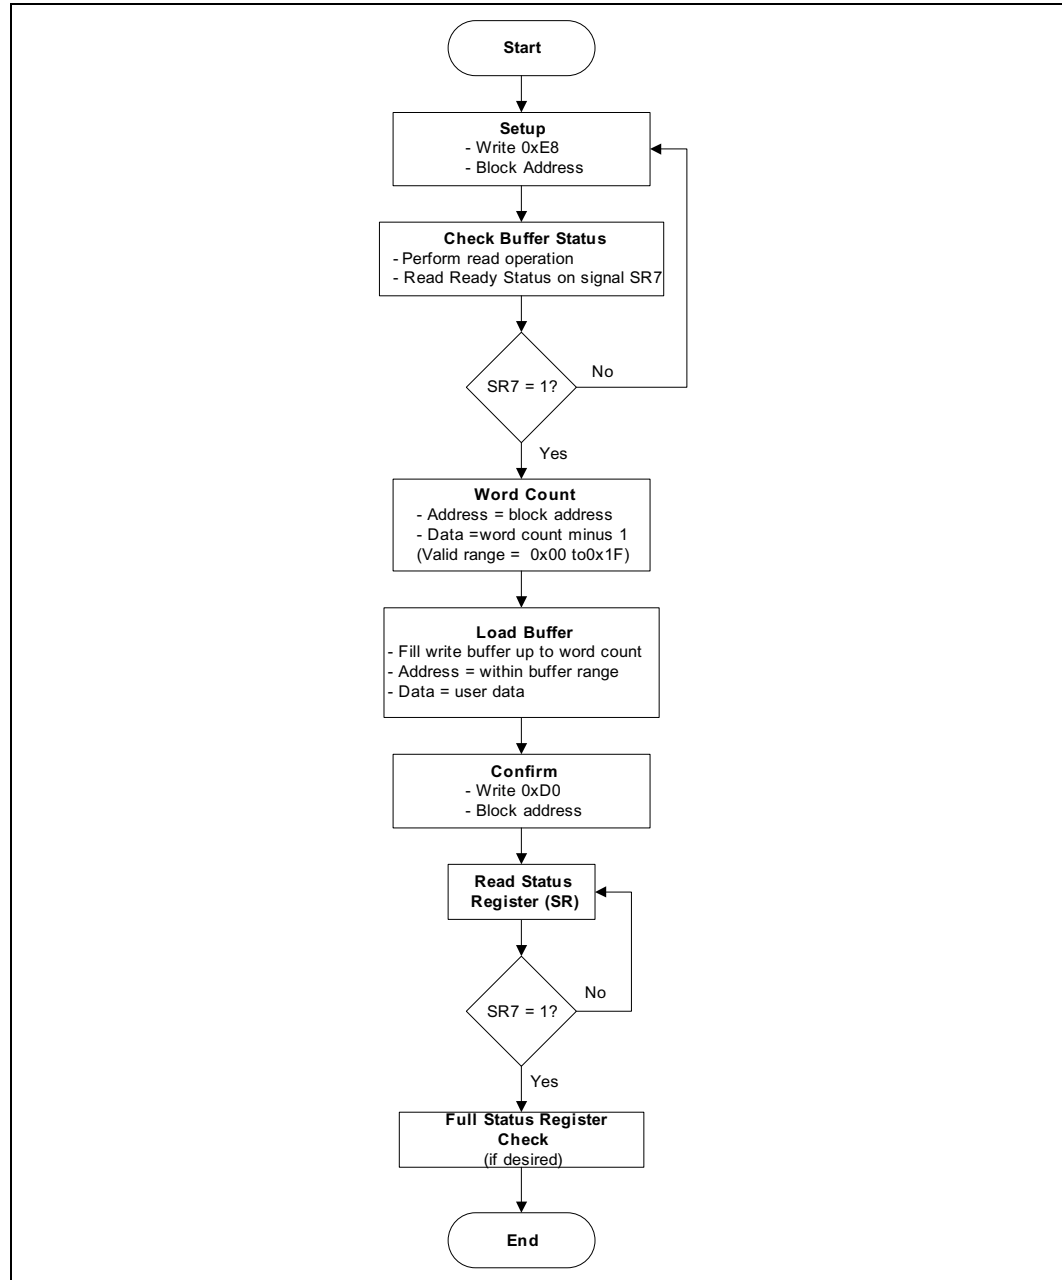 Start
Setup
- Write 0xE8
- Block Address
Check Buffer Status
- Perform read operation
- Read Ready Status on signal SR7
SR7 = 1?
No
Yes
Word Count
- Address = block address
- Data =word count minus 1
(Valid range =  0x00 to0x1F)
Load Buffer
- Fill write buffer up to word count
- Address = within buffer range
- Data = user data
Confirm
- Write 0xD0
- Block address
Read Status
Register (SR)
SR7 = 1?
No
Yes
Full Status Register
Check
(if desired)
End